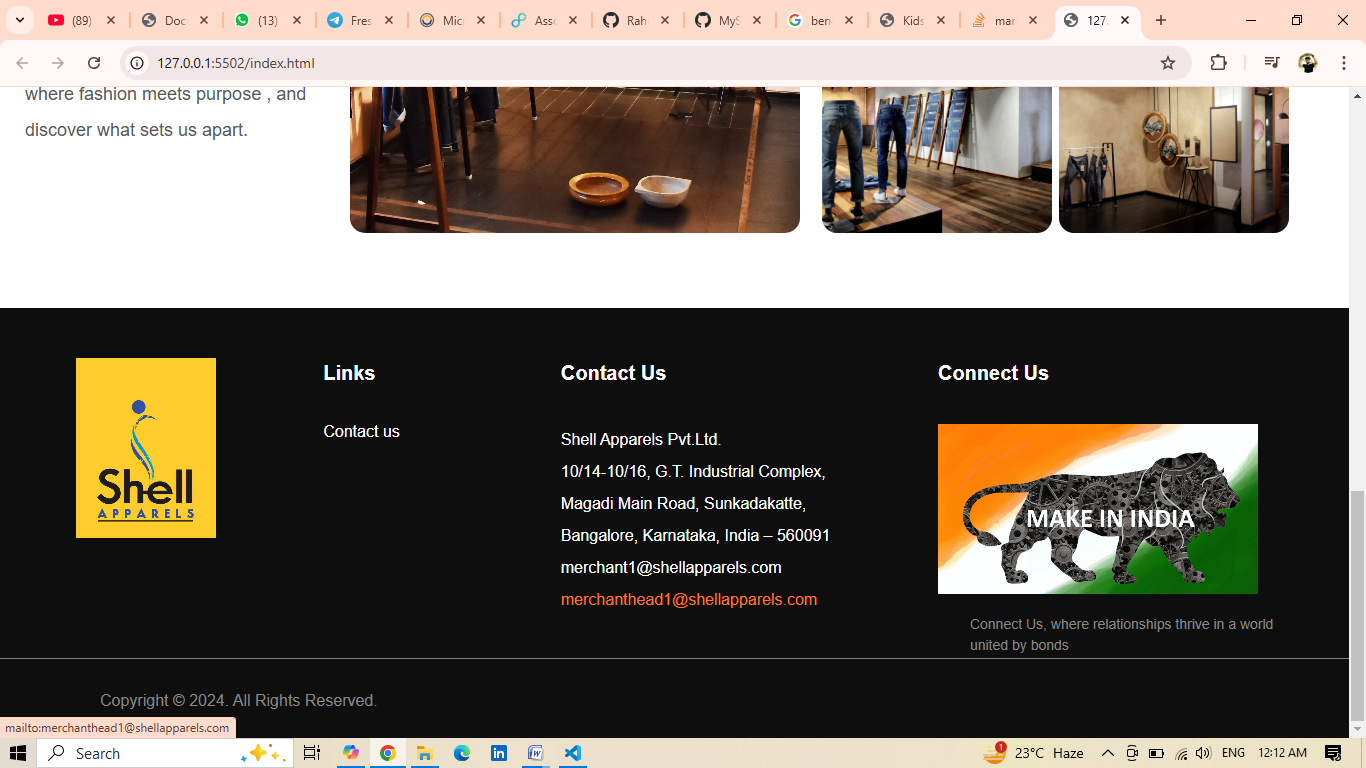 (89)
Doc
(13)
Fres
Mic
Asso
Rah
MyS
ben
Kids
mar
127.
127.0.0.1:5502/index.html
where fashion meets purpose , and
discover what sets us apart.
Shell
APPARELS
Links
Contact us
Contact Us
Shell Apparels Pvt.Ltd.
10/14-10/16, G.T. Industrial Complex,
Magadi Main Road, Sunkadakatte,
Bangalore, Karnataka, India – 560091
merchant1@shellapparels.com
merchanthead1@shellapparels.com
Connect Us
MAKE IN INDIA
Connect Us, where relationships thrive in a world
united by bonds
Copyright © 2024. All Rights Reserved.
mailto:merchanthead1@shellapparels.com
Search
1
23°C Haze
ENG
12:12 AM